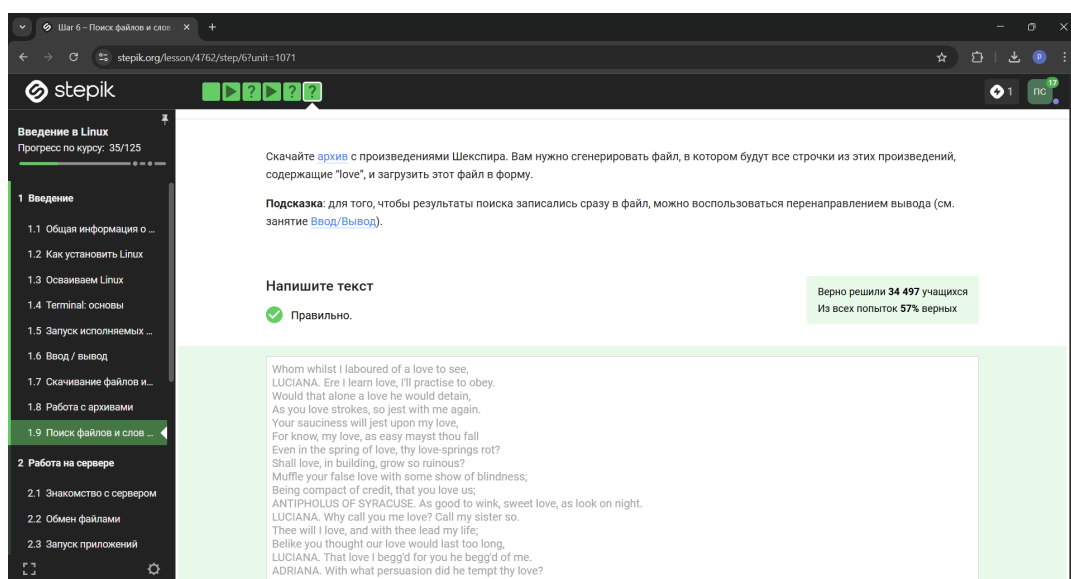 Шаг 6 – Поиск файлов и слов
stepik.org/lesson/4762/step/6?unit=1071
P
stepik
? ? ?
1
ПС
17
Введение в Linux
Прогресс по курсу: 35/125
1 Введение
1.1 Общая информация о ...
1.2 Как установить Linux
1.3 Осваиваем Linux
1.4 Terminal: основы
1.5 Запуск исполняемых ...
1.6 Ввод / вывод
1.7 Скачивание файлов и...
1.8 Работа с архивами
1.9 Поиск файлов и слов ...
2 Работа на сервере
2.1 Знакомство с сервером
2.2 Обмен файлами
2.3 Запуск приложений
Скачайте архив с произведениями Шекспира. Вам нужно сгенерировать файл, в котором будут все строчки из этих произведений,
содержащие “love”, и загрузить этот файл в форму.
Подсказка: для того, чтобы результаты поиска записались сразу в файл, можно воспользоваться перенаправлением вывода (см.
занятие Ввод/Вывод).
Напишите текст
Правильно.
Верно решили 34 497 учащихся
Из всех попыток 57% верных
Whom whilst I laboured of a love to see,
LUCIANA. Ere I learn love, I'll practise to obey.
Would that alone a love he would detain,
As you love strokes, so jest with me again.
Your sauciness will jest upon my love,
For know, my love, as easy mayst thou fall
Even in the spring of love, thy love-springs rot?
Shall love, in building, grow so ruinous?
Muffle your false love with some show of blindness;
Being compact of credit, that you love us;
ANTIPHOLUS OF SYRACUSE. As good to wink, sweet love, as look on night.
LUCIANA. Why call you me love? Call my sister so.
Thee will I love, and with thee lead my life;
Belike you thought our love would last too long,
LUCIANA. That love I begg'd for you he begg'd of me.
ADRIANA. With what persuasion did he tempt thy love?